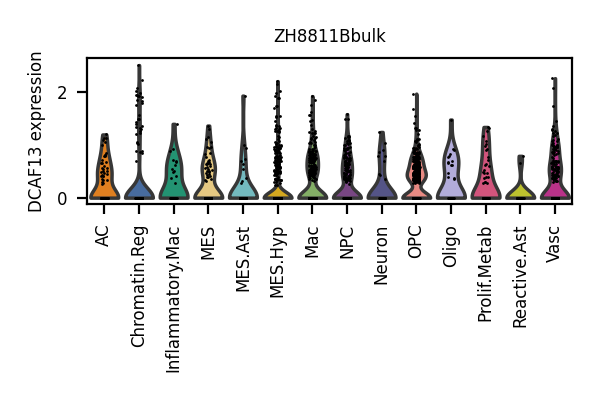 ZH8811Bbulk
DCAF13 expression
2
0
AC
Chromatin.Reg
Inflammatory.Mac
MES
MES.Ast
MES.Hyp
Mac
NPC
Neuron
OPC
Oligo
Prolif.Metab
Reactive.Ast
Vasc